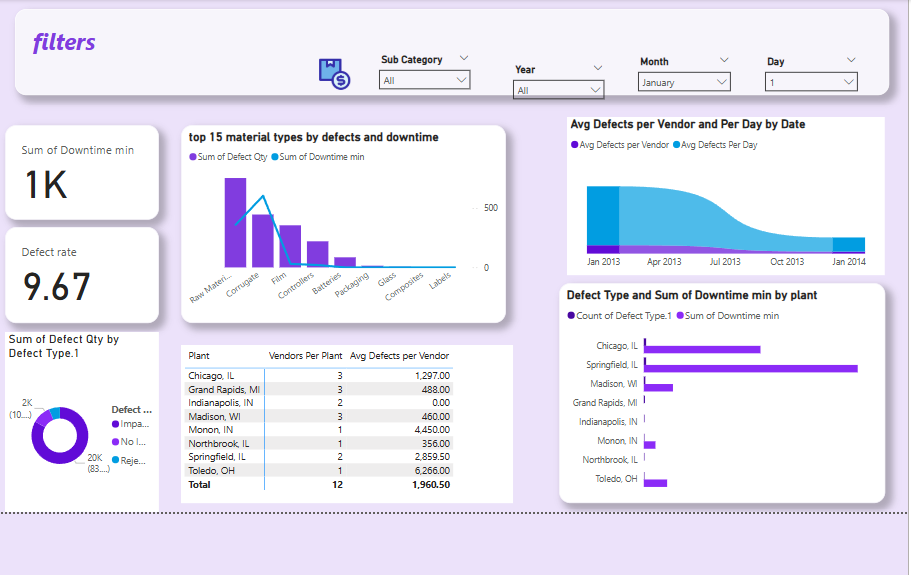 filters
Sub Category
All
Year
All
Month
January
Day
1
Sum of Downtime min
1K
Defect rate
9.67
Sum of Defect Qty by
Defect Type.1
2K
(10....)
20K
(83....)
Defect ...
Impa...
No I...
Reje...
top 15 material types by defects and downtime
Sum of Defect Qty Sum of Downtime min
500
0
Raw Materi...
Corrugate
Film
Controllers
Batteries
Packaging
Glass
Composites
Labels
Plant Vendors Per Plant Avg Defects per Vendor
Chicago, IL 3 1,297.00
Grand Rapids, MI 3 488.00
Indianapolis, IN 2 0.00
Madison, WI 3 460.00
Monon, IN 1 4,450.00
Northbrook, IL 1 356.00
Springfield, IL 2 2,859.50
Toledo, OH 1 6,266.00
Total 12 1,960.50
Avg Defects per Vendor and Per Day by Date
Avg Defects per Vendor Avg Defects Per Day
Jan 2013 Apr 2013 Jul 2013 Oct 2013 Jan 2014
Defect Type and Sum of Downtime min by plant
Count of Defect Type.1 Sum of Downtime min
Chicago, IL
Springfield, IL
Madison, WI
Grand Rapids, MI
Indianapolis, IN
Monon, IN
Northbrook, IL
Toledo, OH